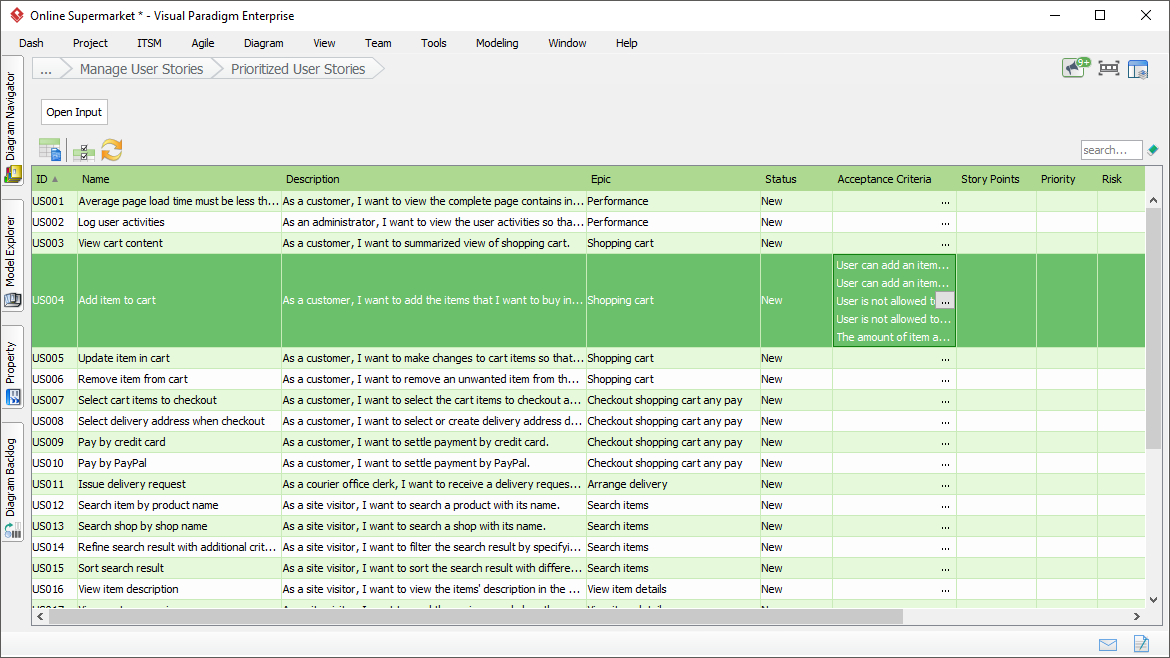 Online Supermarket * - Visual Paradigm Enterprise
Dash Project ITSM Agile Diagram View Team Tools Modeling Window Help
... Manage User Stories Prioritized User Stories 9+
Diagram Navigator
Model Explorer
Property
Diagram Backlog
Open Input
search...
ID Name Description Epic Status Acceptance Criteria Story Points Priority Risk
US001 Average page load time must be less th... As a customer, I want to view the complete page contains in... Performance New ...
US002 Log user activities As an administrator, I want to view the user activities so tha... Performance New ...
US003 View cart content As a customer, I want to summarized view of shopping cart. Shopping cart New ...
User can add an item...
User can add an item...
US004 Add item to cart As a customer, I want to add the items that I want to buy in... Shopping cart New User is not allowed t ...
User is not allowed to...
The amount of item a...
US005 Update item in cart As a customer, I want to make changes to cart items so that... Shopping cart New ...
US006 Remove item from cart As a customer, I want to remove an unwanted item from th... Shopping cart New ...
US007 Select cart items to checkout As a customer, I want to select the cart items to checkout a... Checkout shopping cart any pay New ...
US008 Select delivery address when checkout As a customer, I want to select or create delivery address d... Checkout shopping cart any pay New ...
US009 Pay by credit card As a customer, I want to settle payment by credit card. Checkout shopping cart any pay New ...
US010 Pay by PayPal As a customer, I want to settle payment by PayPal. Checkout shopping cart any pay New ...
US011 Issue delivery request As a courier office clerk, I want to receive a delivery reques... Arrange delivery New ...
US012 Search item by product name As a site visitor, I want to search a product with its name. Search items New ...
US013 Search shop by shop name As a site visitor, I want to search a shop with its name. Search items New ...
US014 Refine search result with additional crit... As a site visitor, I want to filter the search result by specifyi... Search items New ...
US015 Sort search result As a site visitor, I want to sort the search result with differe... Search items New ...
US016 View item description As a site visitor, I want to view the items' description in the ... View item details New ...